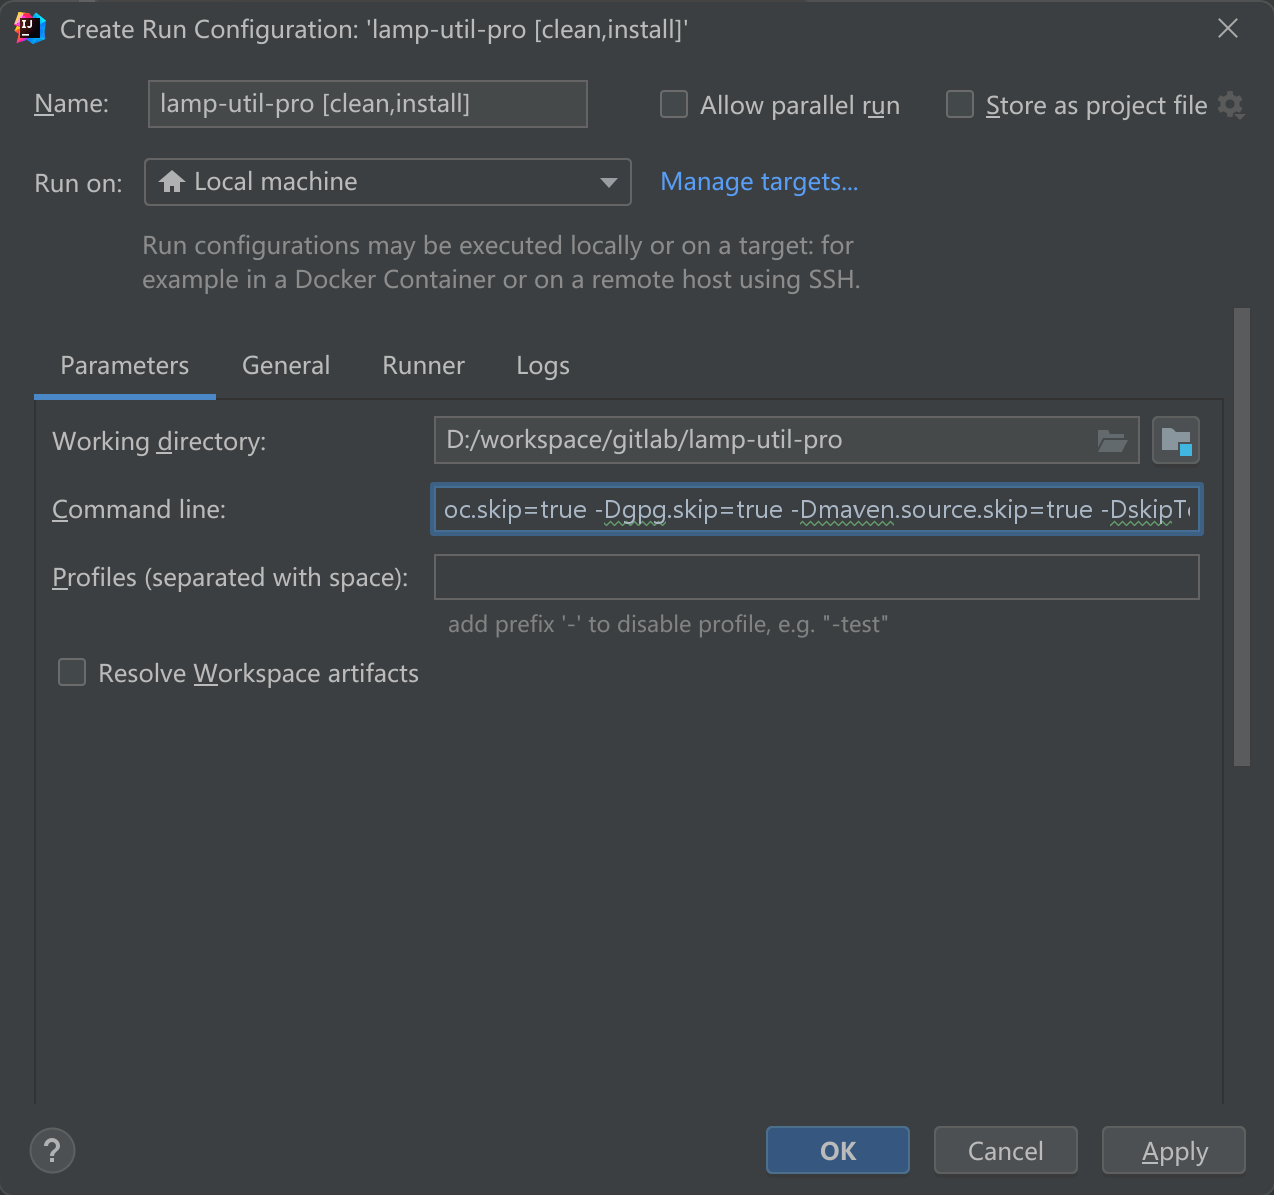 Create Run Configuration: 'lamp-util-pro [clean,install]'
Name: lamp-util-pro [clean,install] Allow parallel run Store as project file
Run on: Local machine Manage targets...
Run configurations may be executed locally or on a target: for
example in a Docker Container or on a remote host using SSH.
Parameters General Runner Logs
Working directory: D:/workspace/gitlab/lamp-util-pro
Command line: oc.skip=true -Dgpg.skip=true -Dmaven.source.skip=true -DskipT
Profiles (separated with space):
add prefix '-' to disable profile, e.g. "-test"
Resolve Workspace artifacts
? OK Cancel Apply